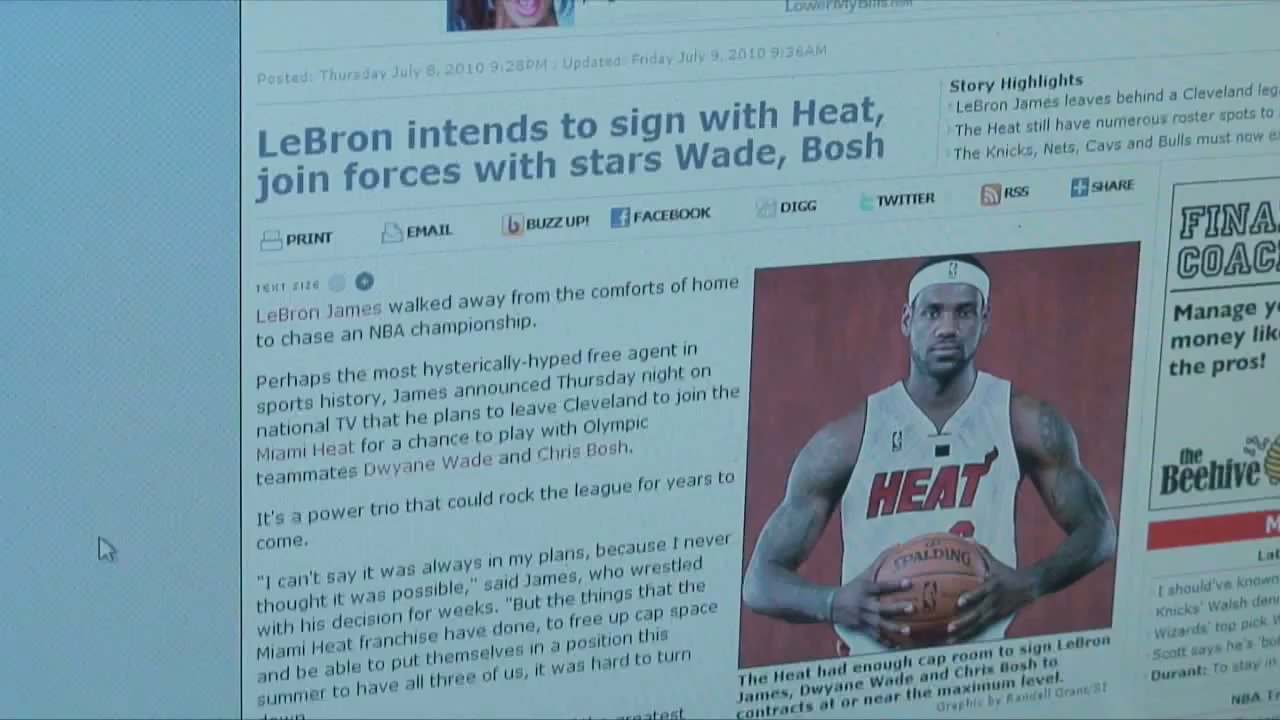 LowerMyBills
Posted: Thursday July 8, 2010 9:28PM ; Updated: Friday July 9, 2010 9:36AM
LeBron intends to sign with Heat,
join forces with stars Wade, Bosh
Story Highlights
LeBron James leaves behind a Cleveland
The Heat still have numerous roster spots to
The Knicks, Nets, Cavs and Bulls must now
PRINT
EMAIL
BUZZ UP!
FACEBOOK
DIGG
TWITTER
RSS
SHARE
TEXT SIZE
LeBron James walked away from the comforts of home
to chase an NBA championship.
Perhaps the most hysterically-hyped free agent in
sports history, James announced Thursday night on
national TV that he plans to leave Cleveland to join the
Miami Heat for a chance to play with Olympic
teammates Dwyane Wade and Chris Bosh.
It's a power trio that could rock the league for years to
come.
"I can't say it was always in my plans, because I never
thought it was possible," said James, who wrestled
with his decision for weeks. "But the things that the
Miami Heat franchise have done, to free up cap space
and be able to put themselves in a position this
summer to have all three of us, it was hard to turn
down
greatest
HEAT
SPALDING
The Heat had enough cap room to sign LeBron
James, Dwyane Wade and Chris Bosh to
contracts at or near the maximum level.
Graphic by Randell Grant/SI
FINA
COAC
Manage
money
the pros!
the
Beehive
I should've known
Knicks' Walsh
Wizards' top pick
Scott says he's
Durant: To stay in
NBA